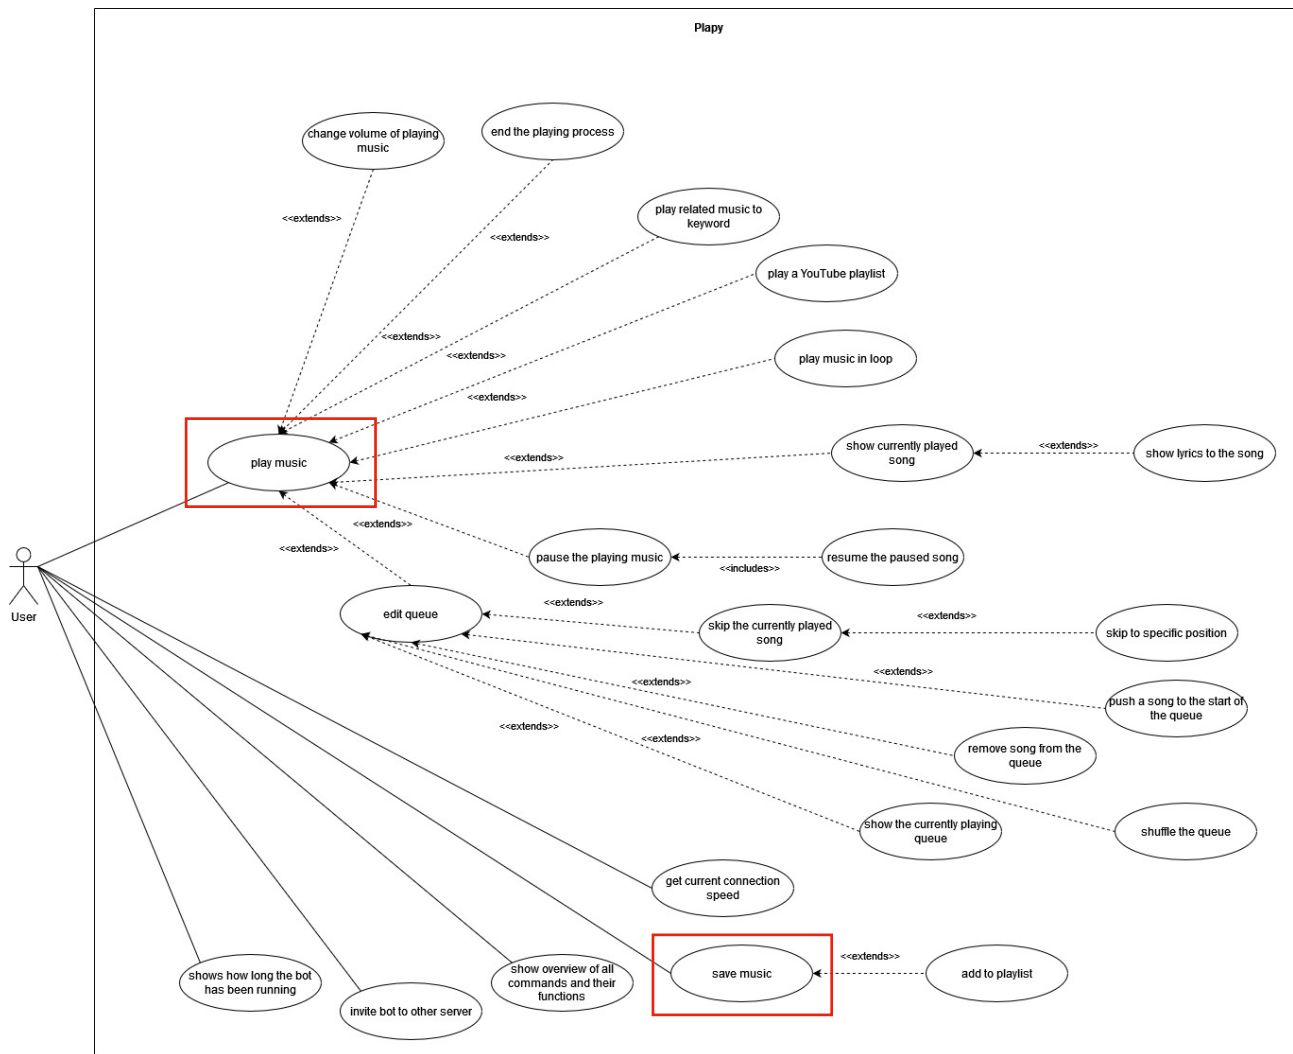 Plapy
change volume of playing
music
end the playing process
<<extends>>
<<extends>>
play related music to
keyword
play a YouTube playlist
<<extends>>
<<extends>>
play music in loop
<<extends>>
play music
<<extends>>
show currently played
song
<<extends>>
show lyrics to the song
<<extends>>
<<extends>>
pause the playing music
<<includes>>
resume the paused song
User
edit queue
<<extends>>
skip the currently played
song
<<extends>>
skip to specific position
<<extends>>
push a song to the start of
the queue
<<extends>>
<<extends>>
<<extends>>
remove song from the
queue
show the currently playing
queue
shuffle the queue
get current connection
speed
shows how long the bot
has been running
invite bot to other server
show overview of all
commands and their
functions
save music
<<extends>>
add to playlist